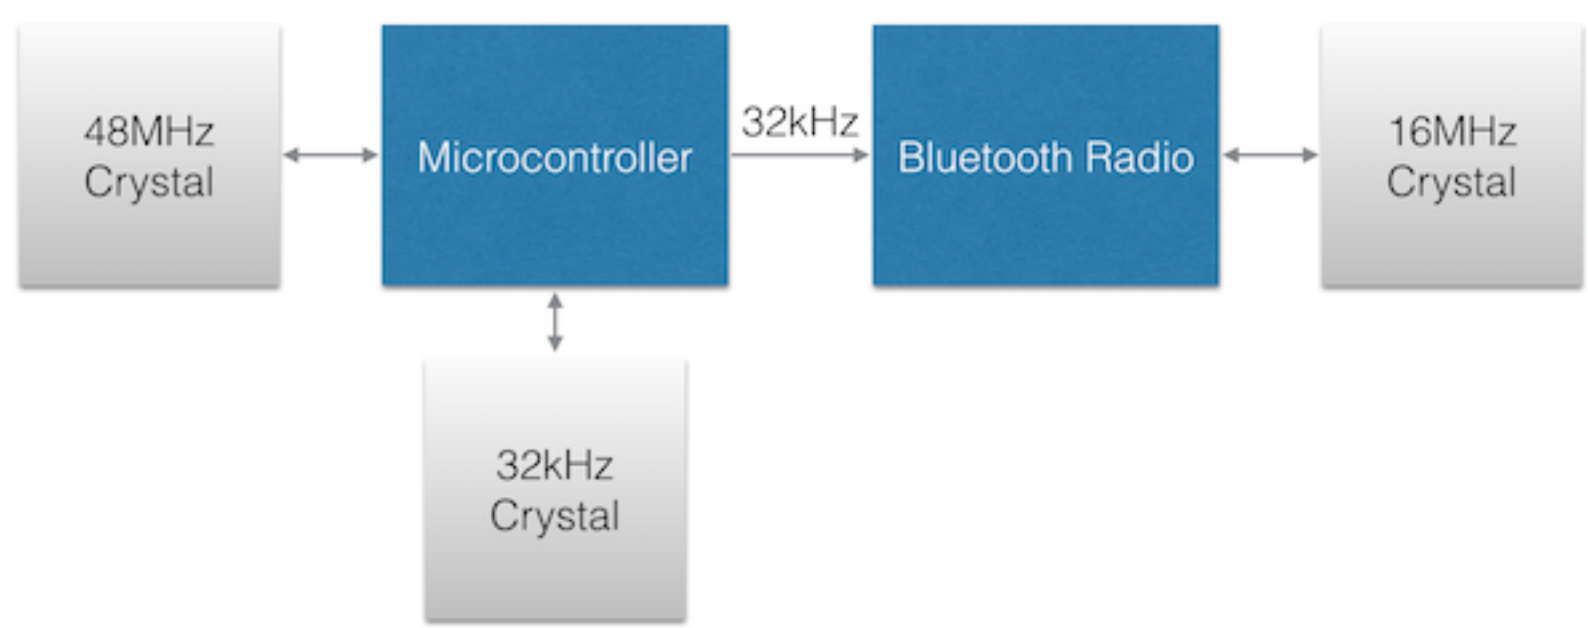 48MHz
Crystal
Microcontroller
32kHz
Bluetooth Radio
16MHz
Crystal
32kHz
Crystal